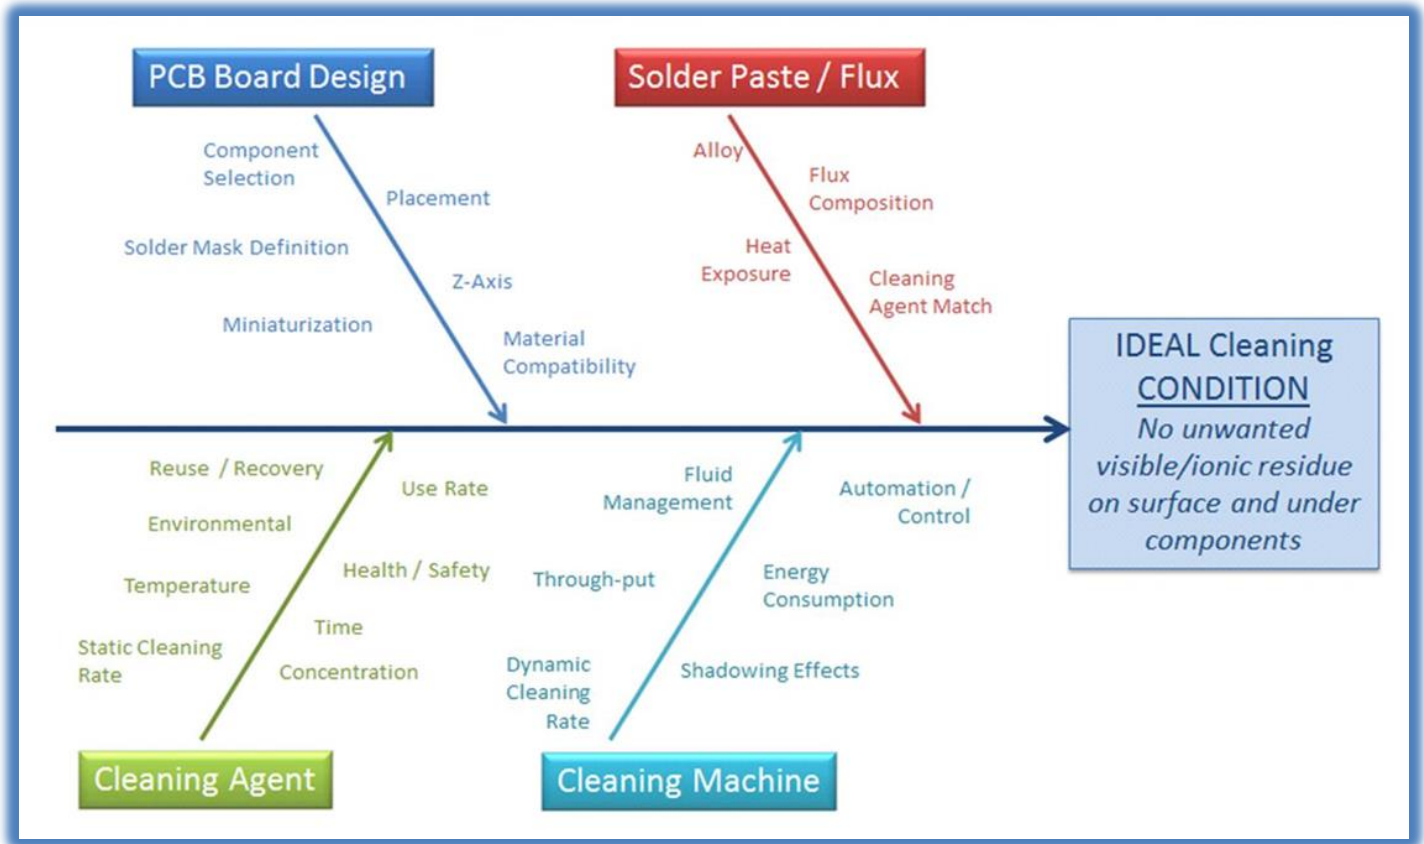 PCB Board Design
Solder Paste / Flux
Component
Selection
Placement
Solder Mask Definition
Z-Axis
Miniaturization
Material
Compatibility
Alloy
Flux
Composition
Heat
Exposure
Cleaning
Agent Match
IDEAL Cleaning
CONDITION
No unwanted
visible/ionic residue
on surface and under
components
Reuse / Recovery
Use Rate
Environmental
Health / Safety
Temperature
Time
Static Cleaning
Rate
Concentration
Fluid
Management
Automation /
Control
Through-put
Energy
Consumption
Dynamic
Cleaning
Rate
Shadowing Effects
Cleaning Agent
Cleaning Machine